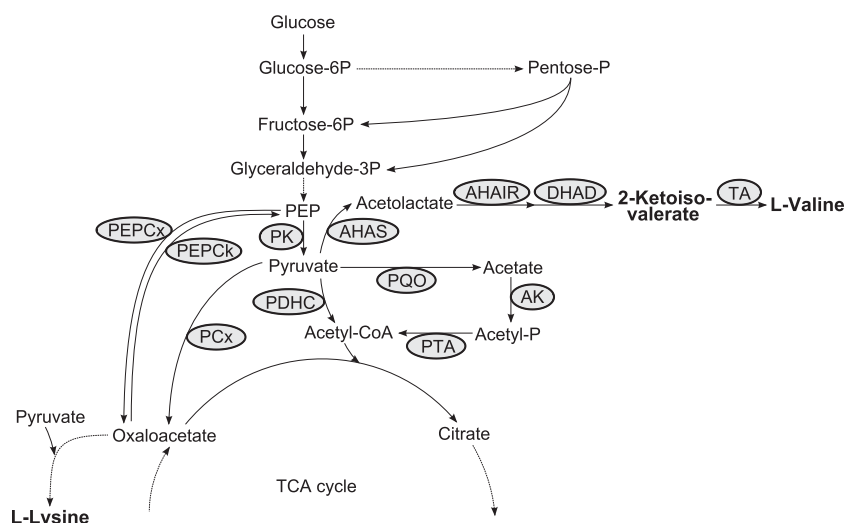 Glucose
Glucose-6P
Pentose-P
Fructose-6P
Glyceraldehyde-3P
PEP
Acetolactate
AHAIR
DHAD
2-Ketoiso-
valerate
TA
L-Valine
PEPCx
PEPCk
PK
AHAS
Pyruvate
PQO
Acetate
PDHC
AK
Acetyl-CoA
PTA
Acetyl-P
PCx
Pyruvate
Oxaloacetate
Citrate
TCA cycle
L-Lysine